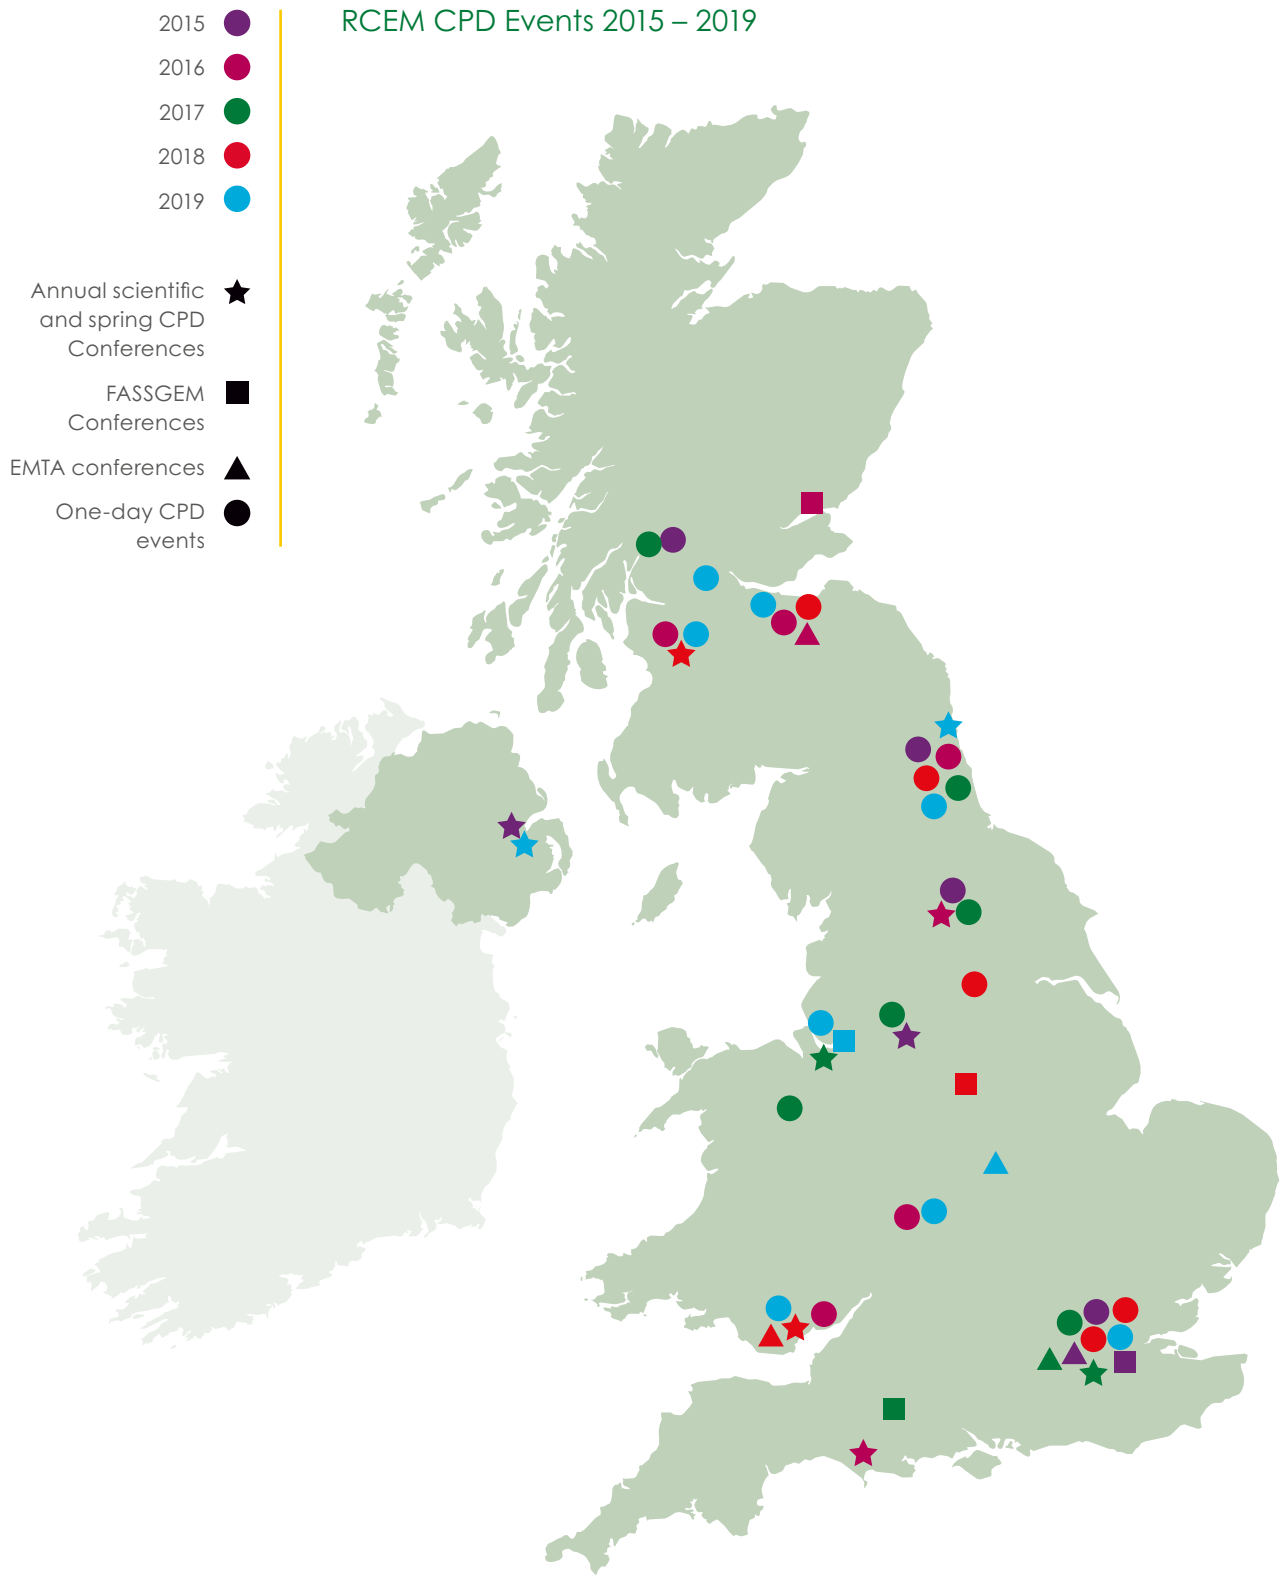 RCEM CPD Events 2015 – 2019
2015
2016
2017
2018
2019
Annual scientific
and spring CPD
Conferences
FASSGEM
Conferences
EMTA conferences
One-day CPD
events